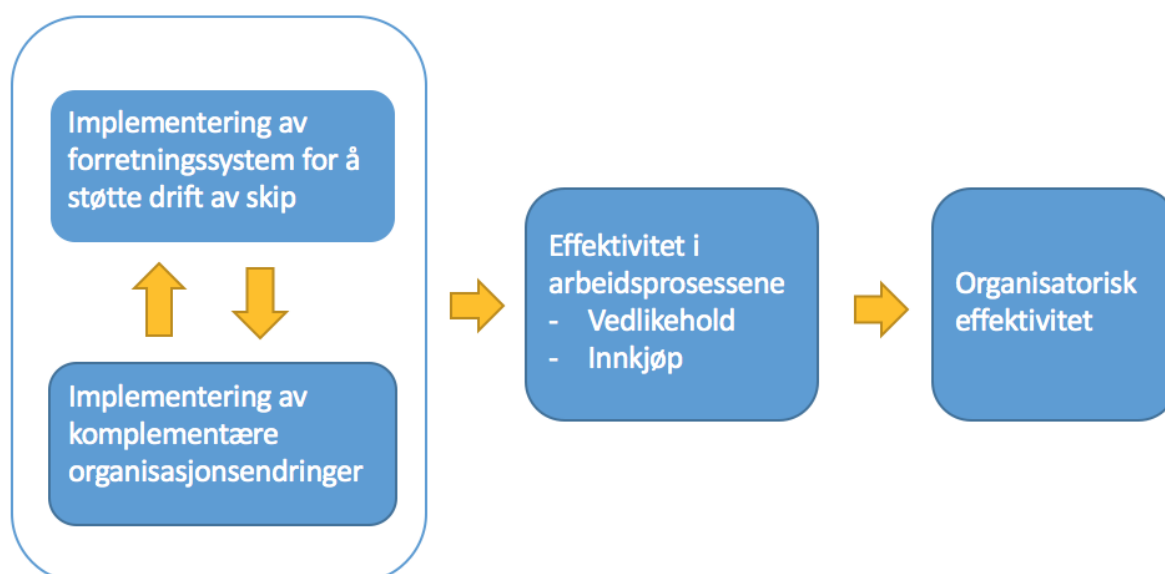 Implementering av
forretningssystem for å
støtte drift av skip
Implementering av
komplementære
organisasjonsendringer
Effektivitet i
arbeidsprosessene
- Vedlikehold
- Innkjøp
Organisatorisk
effektivitet